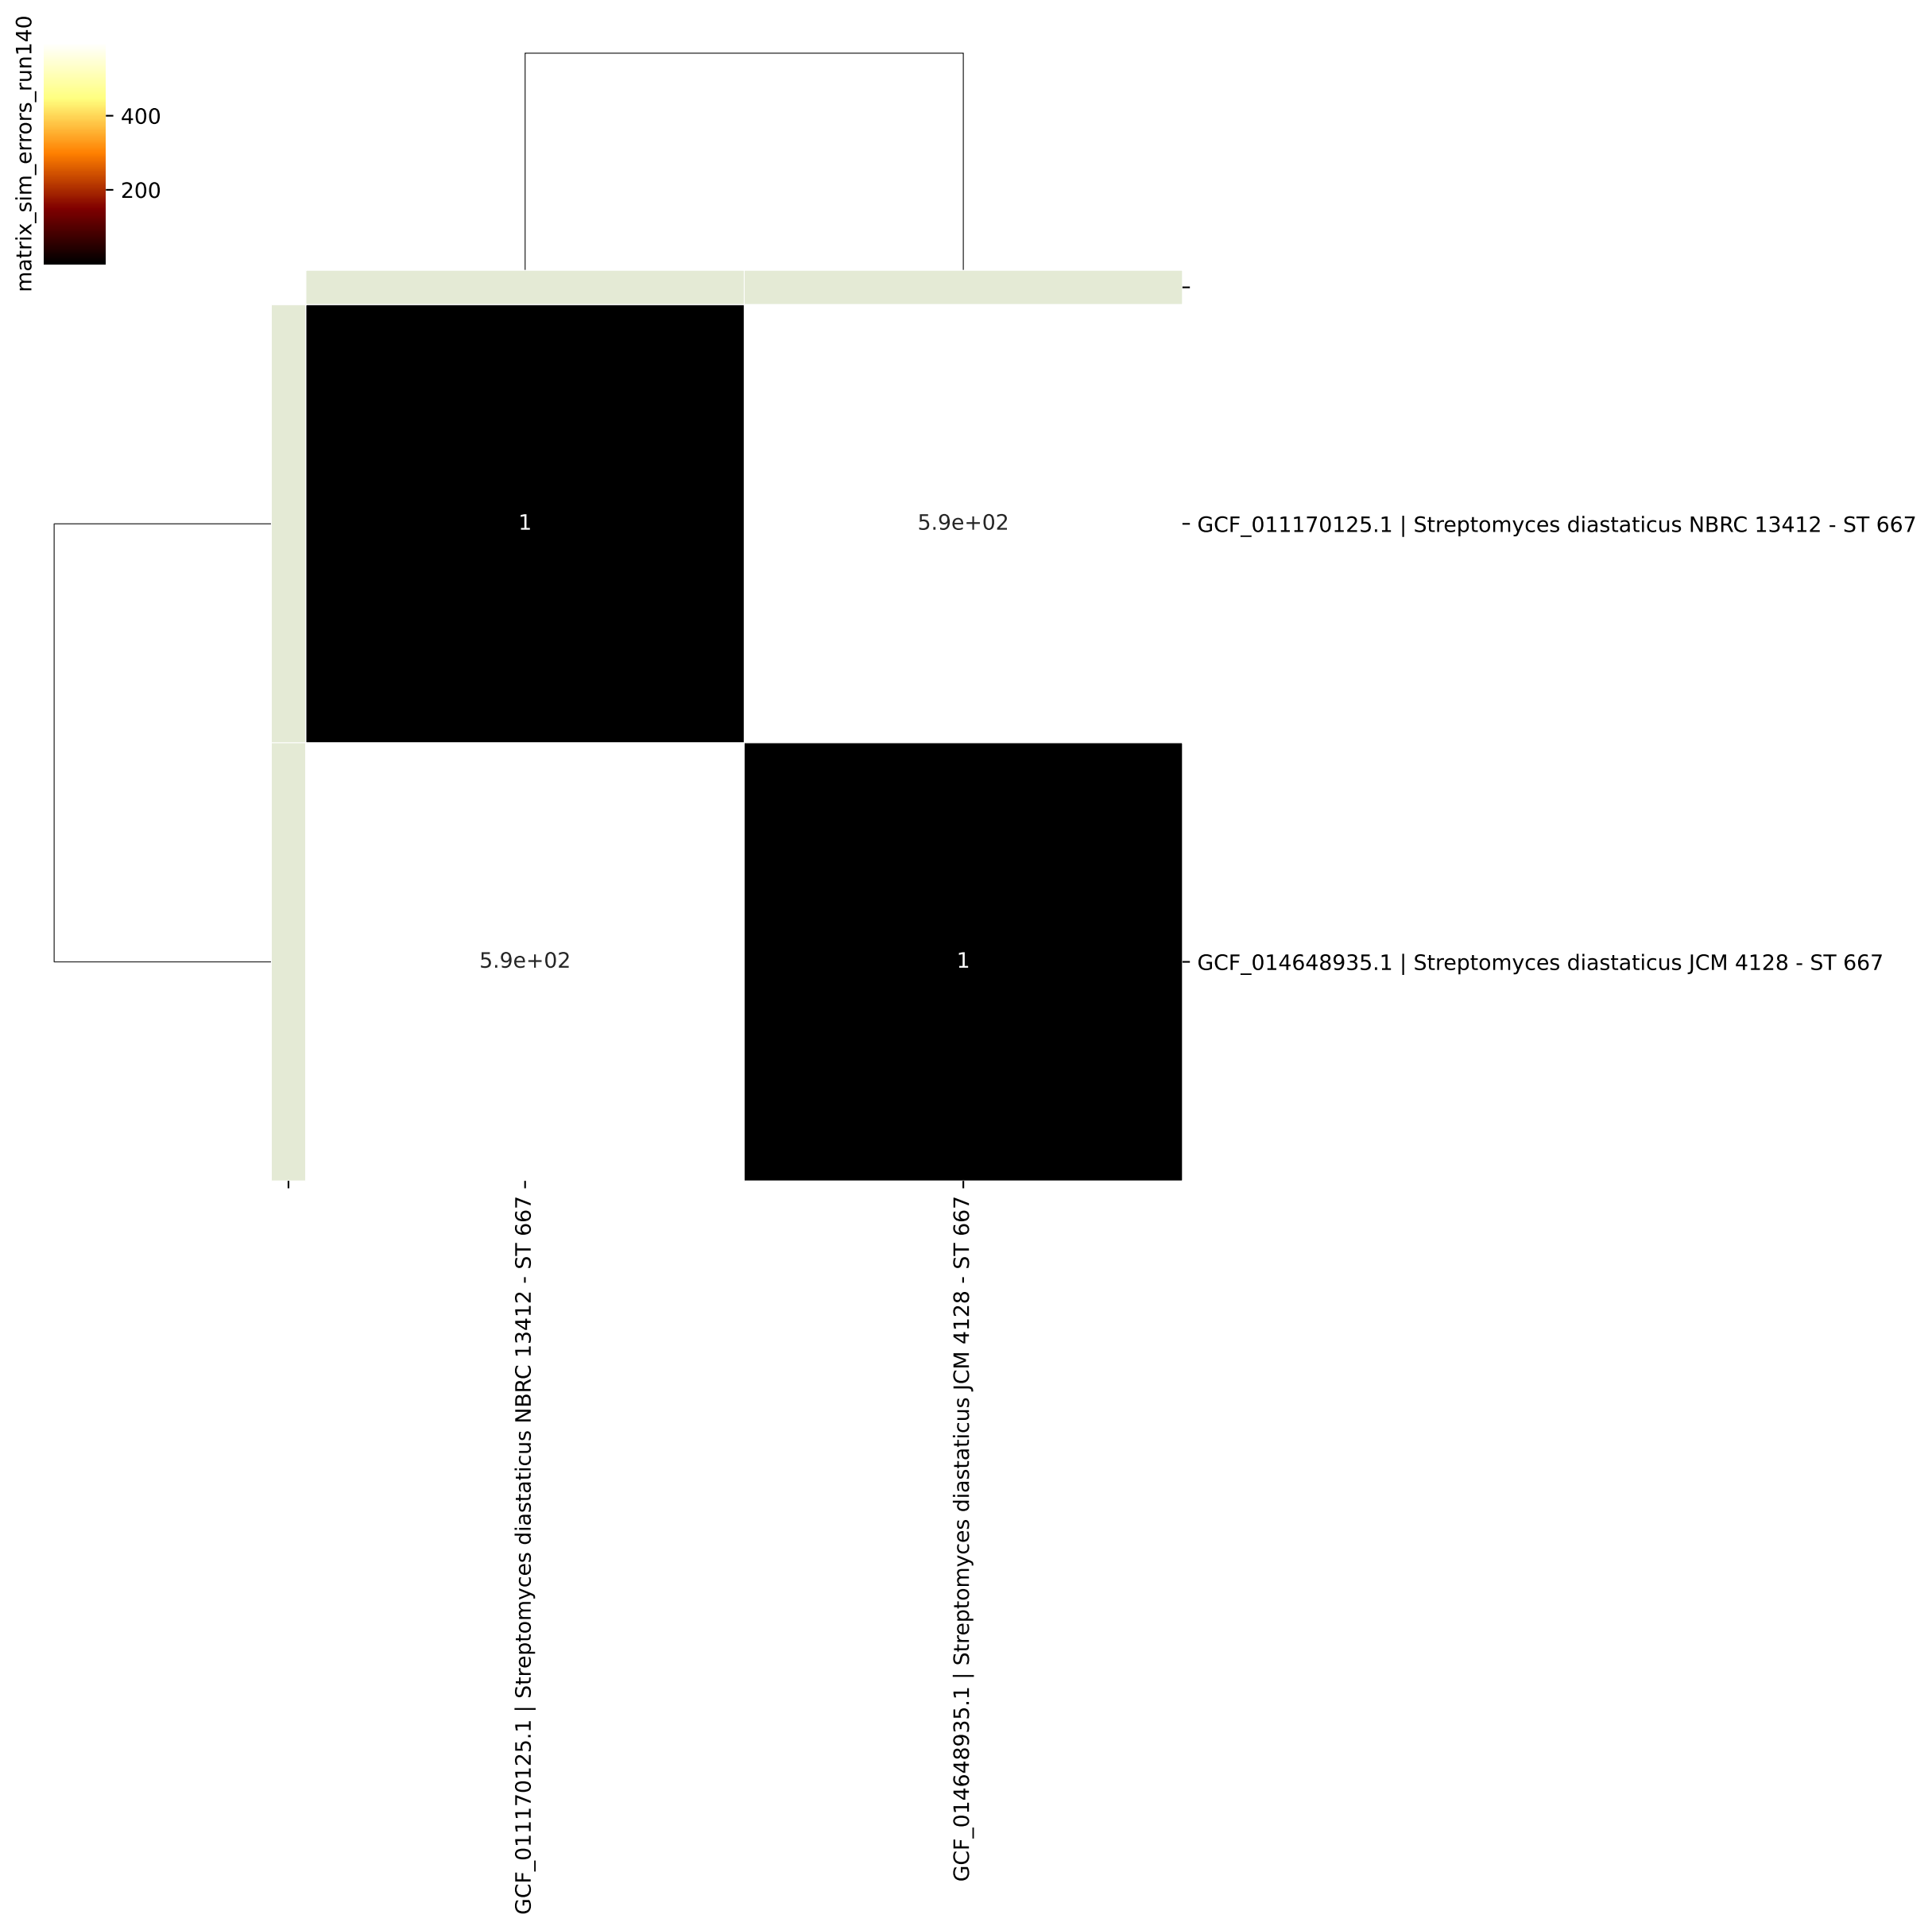 matrix_sim_errors_run140
400
200
1
5.9e+02
GCF_011170125.1 | Streptomyces diastaticus NBRC 13412 - ST 667
5.9e+02
1
GCF_014648935.1 | Streptomyces diastaticus JCM 4128 - ST 667
GCF_011170125.1 | Streptomyces diastaticus NBRC 13412 - ST 667
GCF_014648935.1 | Streptomyces diastaticus JCM 4128 - ST 667